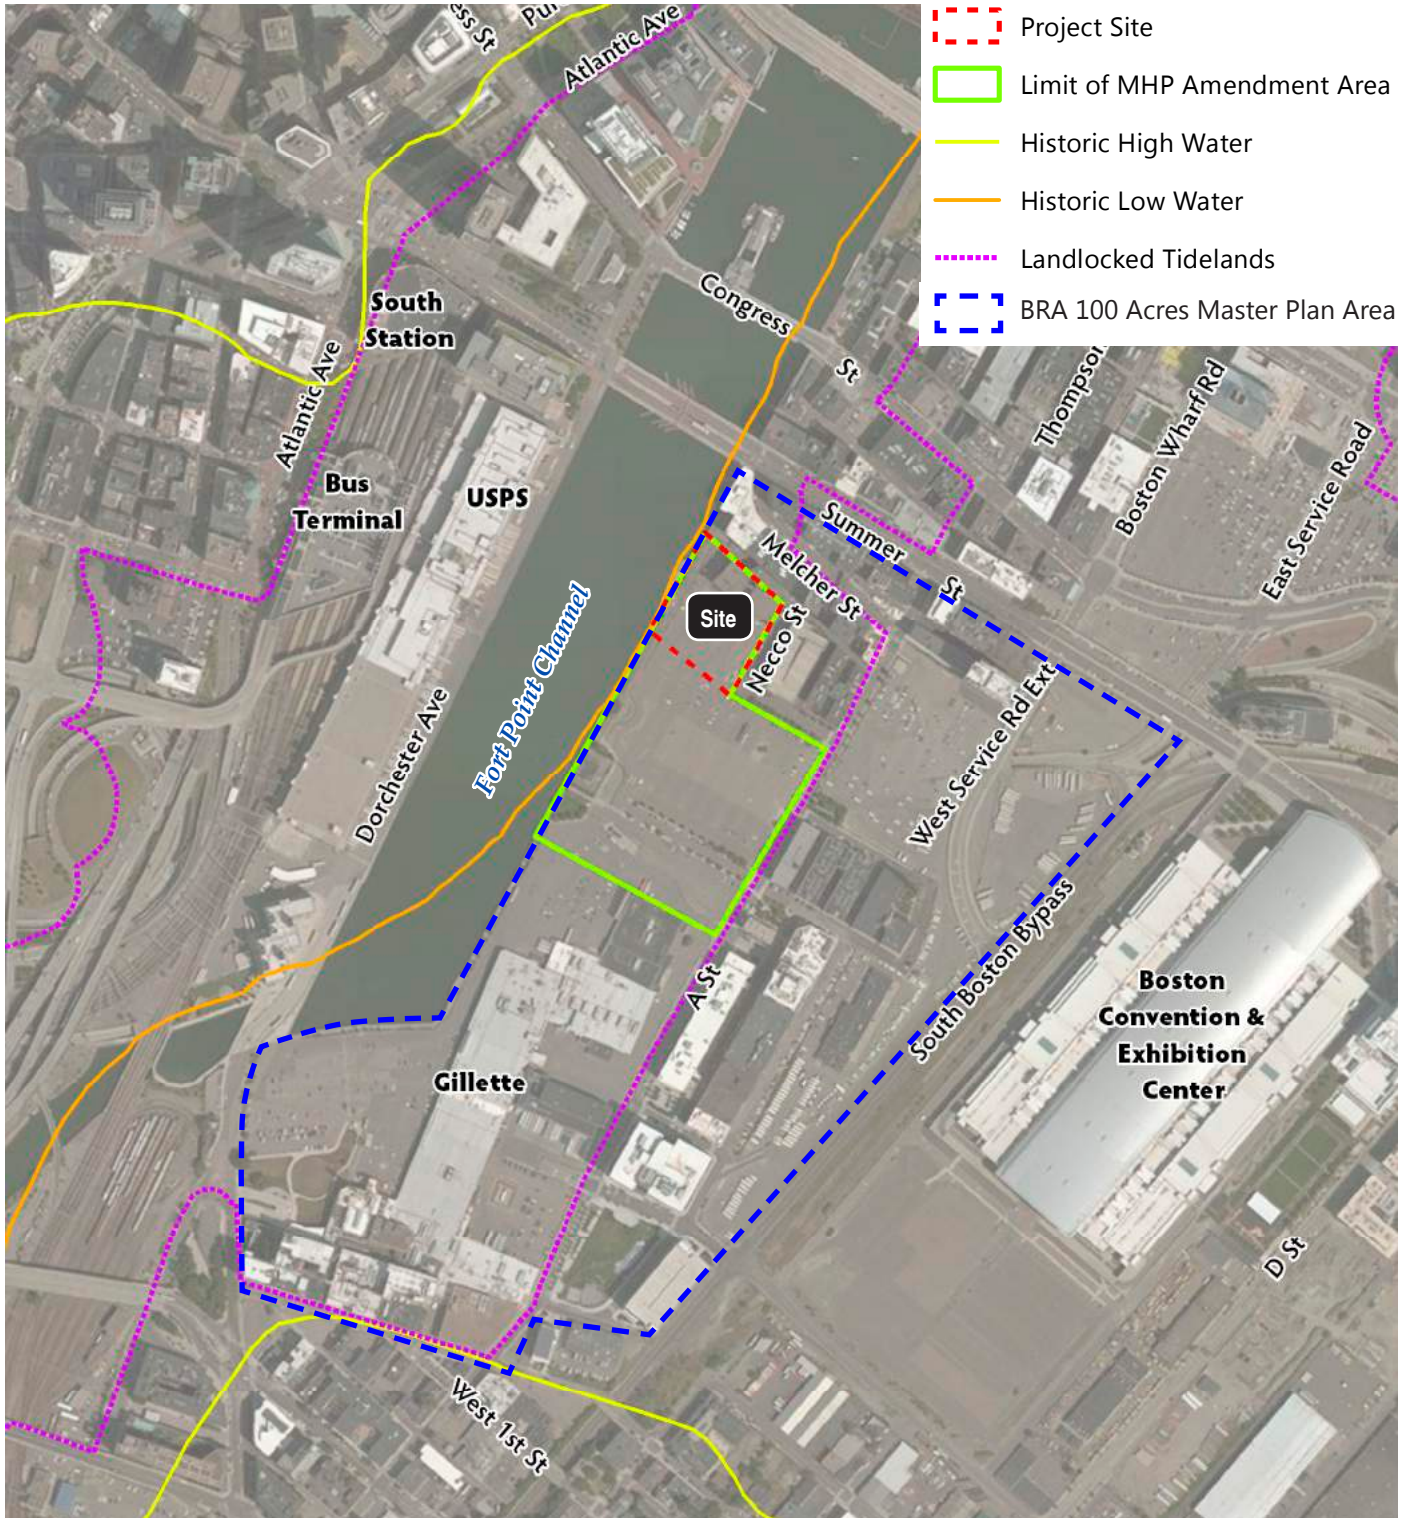 Project Site
Limit of MHP Amendment Area
Historic High Water
Historic Low Water
Landlocked Tidelands
BRA 100 Acres Master Plan Area
ess St
Pur
Atlantic Ave
Congress
St
South
Station
Atlantic Ave
Bus
Terminal
USPS
Thompson
Boston Wharf Rd
East Service Road
Summer
St
Melcher St
Site
Necco St
Fort Point Channel
Dorchester Ave
West Service Rd Ext
South Boston Bypass
A St
Boston
Convention &
Exhibition
Center
Gillette
D St
West 1st St